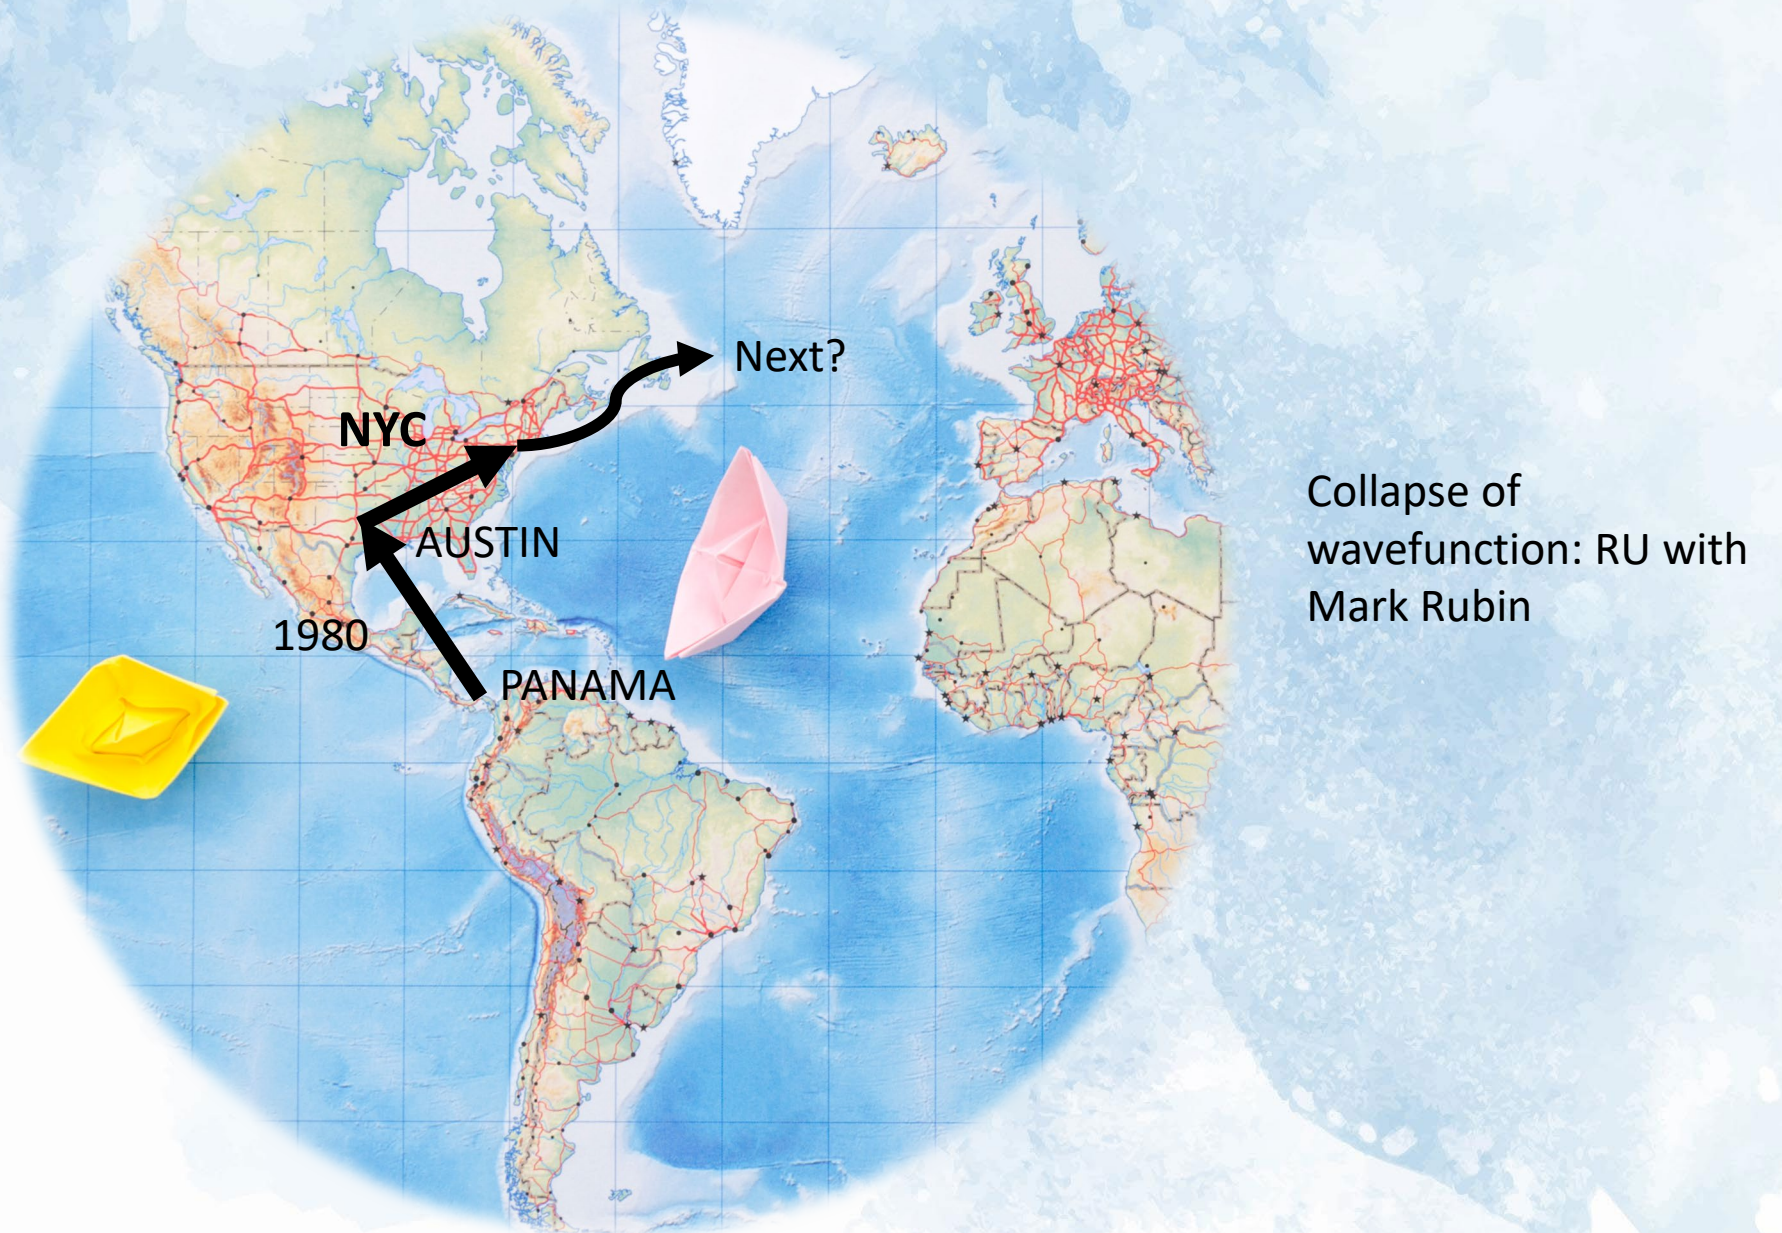 Next?
NYC
AUSTIN
1980
PANAMA
Collapse of
wavefunction: RU with
Mark Rubin